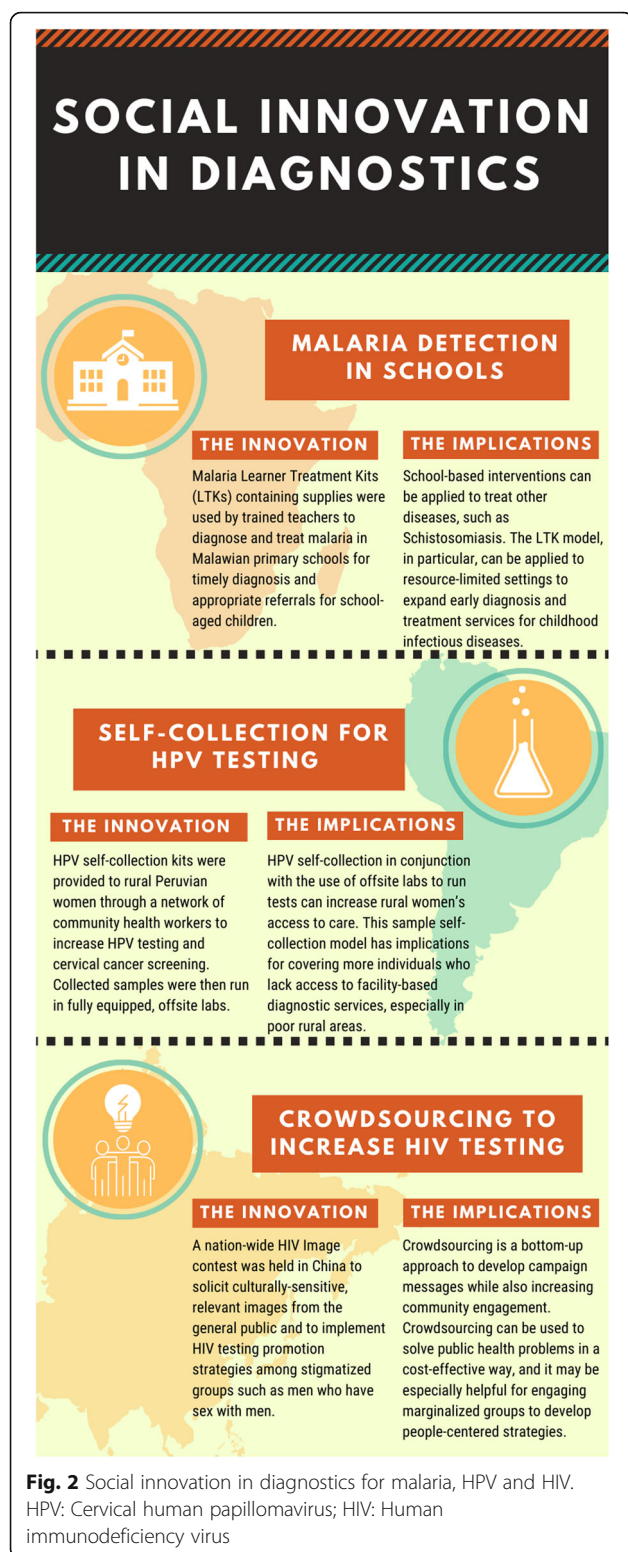 SOCIAL INNOVATION
IN DIAGNOSTICS
MALARIA DETECTION
IN SCHOOLS
THE INNOVATION
Malaria Learner Treatment Kits
(LTKs) containing supplies were
used by trained teachers to
diagnose and treat malaria in
Malawian primary schools for
timely diagnosis and
appropriate referrals for school-
aged children.
THE IMPLICATIONS
School-based interventions can
be applied to treat other
diseases, such as
Schistosomiasis. The LTK model,
in particular, can be applied to
resource-limited settings to
expand early diagnosis and
treatment services for childhood
infectious diseases.
SELF-COLLECTION FOR
HPV TESTING
THE INNOVATION
HPV self-collection kits were
provided to rural Peruvian
women through a network of
community health workers to
increase HPV testing and
cervical cancer screening.
Collected samples were then run
in fully equipped, offsite labs.
THE IMPLICATIONS
HPV self-collection in conjunction
with the use of offsite labs to run
tests can increase rural women's
access to care. This sample self-
collection model has implications
for covering more individuals who
lack access to facility-based
diagnostic services, especially in
poor rural areas.
CROWDSOURCING TO
INCREASE HIV TESTING
THE INNOVATION
A nation-wide HIV Image
contest was held in China to
solicit culturally-sensitive,
relevant images from the
general public and to implement
HIV testing promotion
strategies among stigmatized
groups such as men who have
sex with men.
THE IMPLICATIONS
Crowdsourcing is a bottom-up
approach to develop campaign
messages while also increasing
community engagement.
Crowdsourcing can be used to
solve public health problems in a
cost-effective way, and it may be
especially helpful for engaging
marginalized groups to develop
people-centered strategies.
Fig. 2 Social innovation in diagnostics for malaria, HPV and HIV.
HPV: Cervical human papillomavirus; HIV: Human
immunodeficiency virus